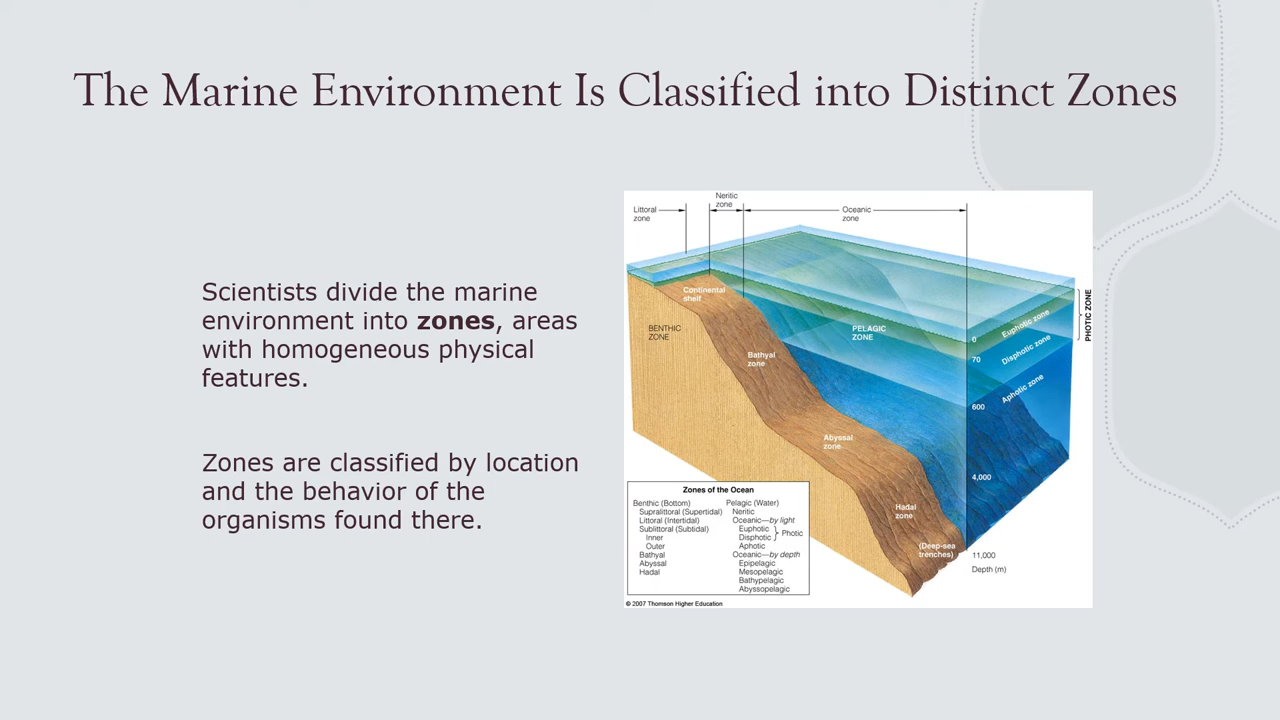 The Marine Environment Is Classified into Distinct Zones
Scientists divide the marine
environment into zones, areas
with homogeneous physical
features.
Zones are classified by location
and the behavior of the
organisms found there.
Littoral
zone
Neritic
zone
Oceanic
zone
Continental
shelf
BENTHIC
ZONE
PELAGIC
ZONE
Bathyal
zone
Abyssal
zone
Hadal
zone
(Deep-sea
trenches)
Euphotic zone
Disphotic zone
Aphotic zone
PHOTIC ZONE
0
70
600
4,000
11,000
Depth (m)
Zones of the Ocean
Benthic (Bottom)
Supralittoral (Supertidal)
Littoral (Intertidal)
Sublittoral (Subtidal)
Inner
Outer
Bathyal
Abyssal
Hadal
Pelagic (Water)
Neritic
Oceanic—by light
Euphotic
Disphotic
Photic
Aphotic
Oceanic—by depth
Epipelagic
Mesopelagic
Bathypelagic
Abyssopelagic
© 2007 Thomson Higher Education